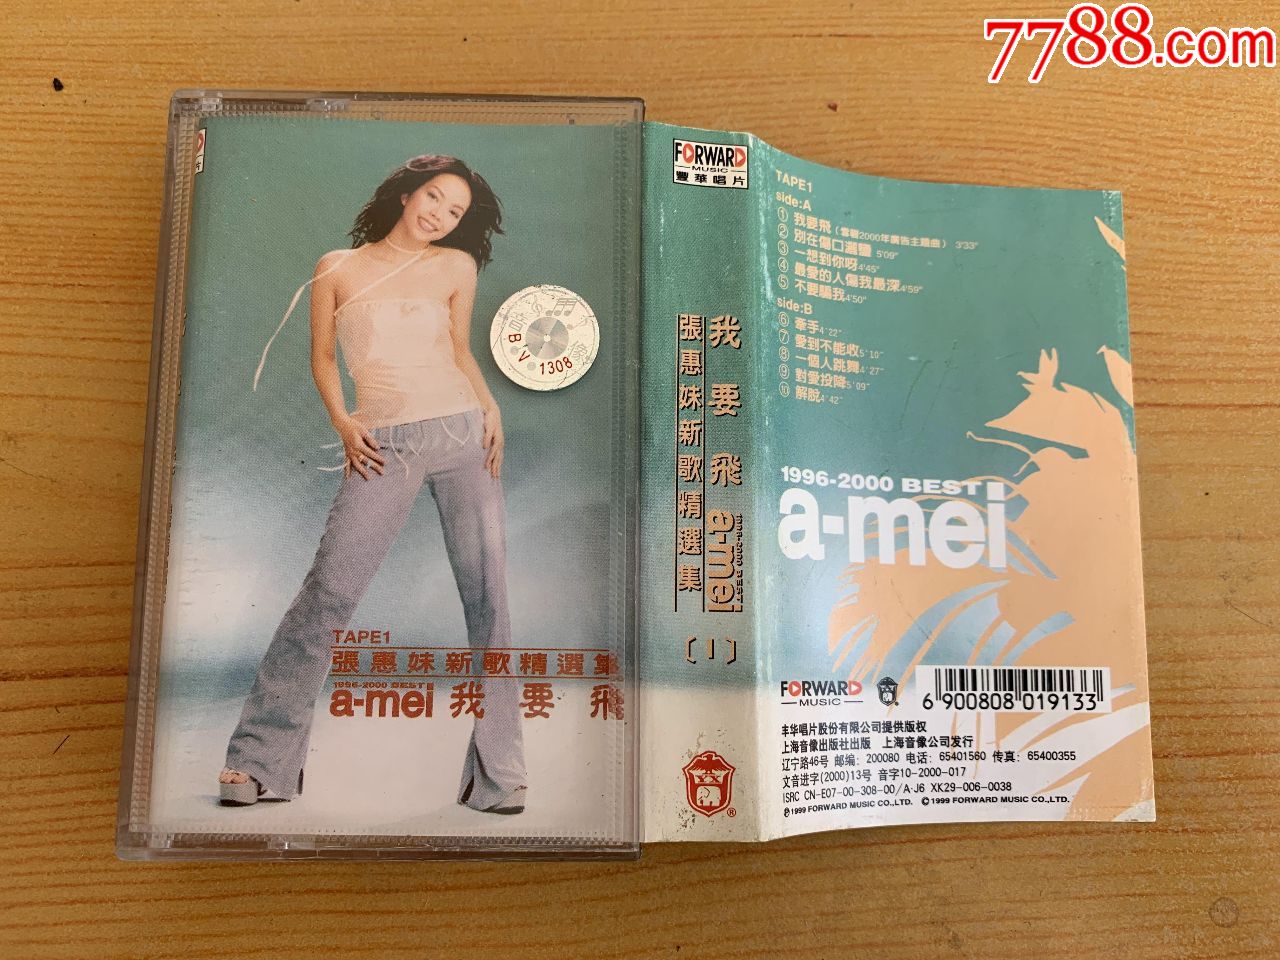 7788.com
TAPE1
張惠妹新歌精選集
1996-2000 BEST
a-mei 我要飛
BV 1308
片
FORWARD
MUSIC
豐華唱片
我要飛
1996-2000 BEST
a-mei
張惠妹新歌精選集
[1]
®
TAPE1
side:A
① 我要飛 3'33"
② 別在傷口灑鹽 5'09"
③ 一想到你呀4'45"
④ 最愛的人傷我最深4'59"
⑤ 不要騙我4'50"
side:B
⑥ 牽手4'22"
⑦ 愛到不能收5'10"
⑧ 一個人跳舞4'27"
⑨ 對愛投降5'09"
⑩ 解脫4'42"
1996-2000 BEST
a-mei
FORWARD
MUSIC
6 900808 019133
丰华唱片股份有限公司提供版权
上海音像出版社出版 上海音像公司发行
辽宁路46号 邮编: 200080 电话: 65401560 传真: 65400355
文音进字(2000)13号 音字10-2000-017
ISRC CN-E07-00-308-00/A·J6 XK29-006-0038
℗1999 FORWARD MUSIC CO.,LTD. ©1999 FORWARD MUSIC CO.,LTD.